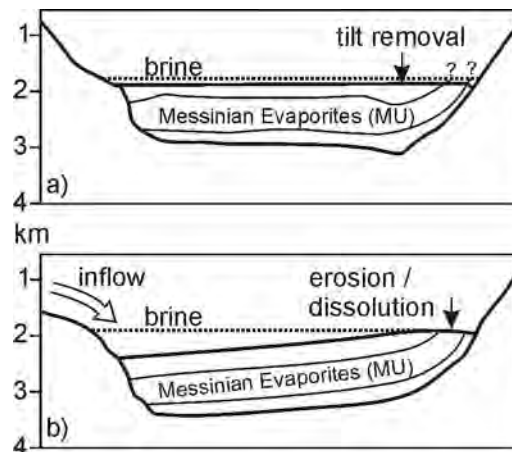 1
tilt removal
brine
? ?
2
Messinian Evaporites (MU)
3
a)
4
km
inflow
erosion /
1
dissolution
brine
2
Messinian Evaporites (MU)
3
b)
4